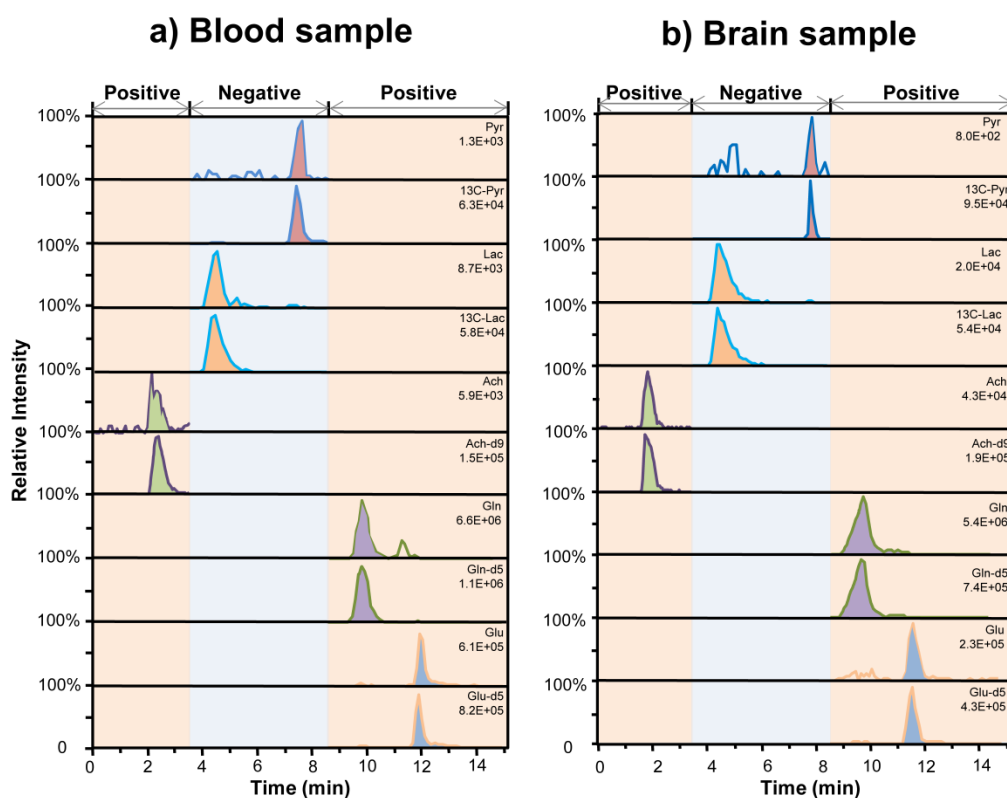 a) Blood sample
Positive
Negative
Positive
100%
Pyr
1.3E+03
100%
13C-Pyr
6.3E+04
100%
Lac
8.7E+03
100%
13C-Lac
5.8E+04
100%
Ach
5.9E+03
100%
Ach-d9
1.5E+05
100%
Gln
6.6E+06
100%
Gln-d5
1.1E+06
100%
Glu
6.1E+05
100%
Glu-d5
8.2E+05
0
Relative Intensity
0 2 4 6 8 10 12 14
Time (min)
b) Brain sample
Positive
Negative
Positive
100%
Pyr
8.0E+02
100%
13C-Pyr
9.5E+04
100%
Lac
2.0E+04
100%
13C-Lac
5.4E+04
100%
Ach
4.3E+04
100%
Ach-d9
1.9E+05
100%
Gln
5.4E+06
100%
Gln-d5
7.4E+05
100%
Glu
2.3E+05
100%
Glu-d5
4.3E+05
0
Relative Intensity
0 2 4 6 8 10 12 14
Time (min)